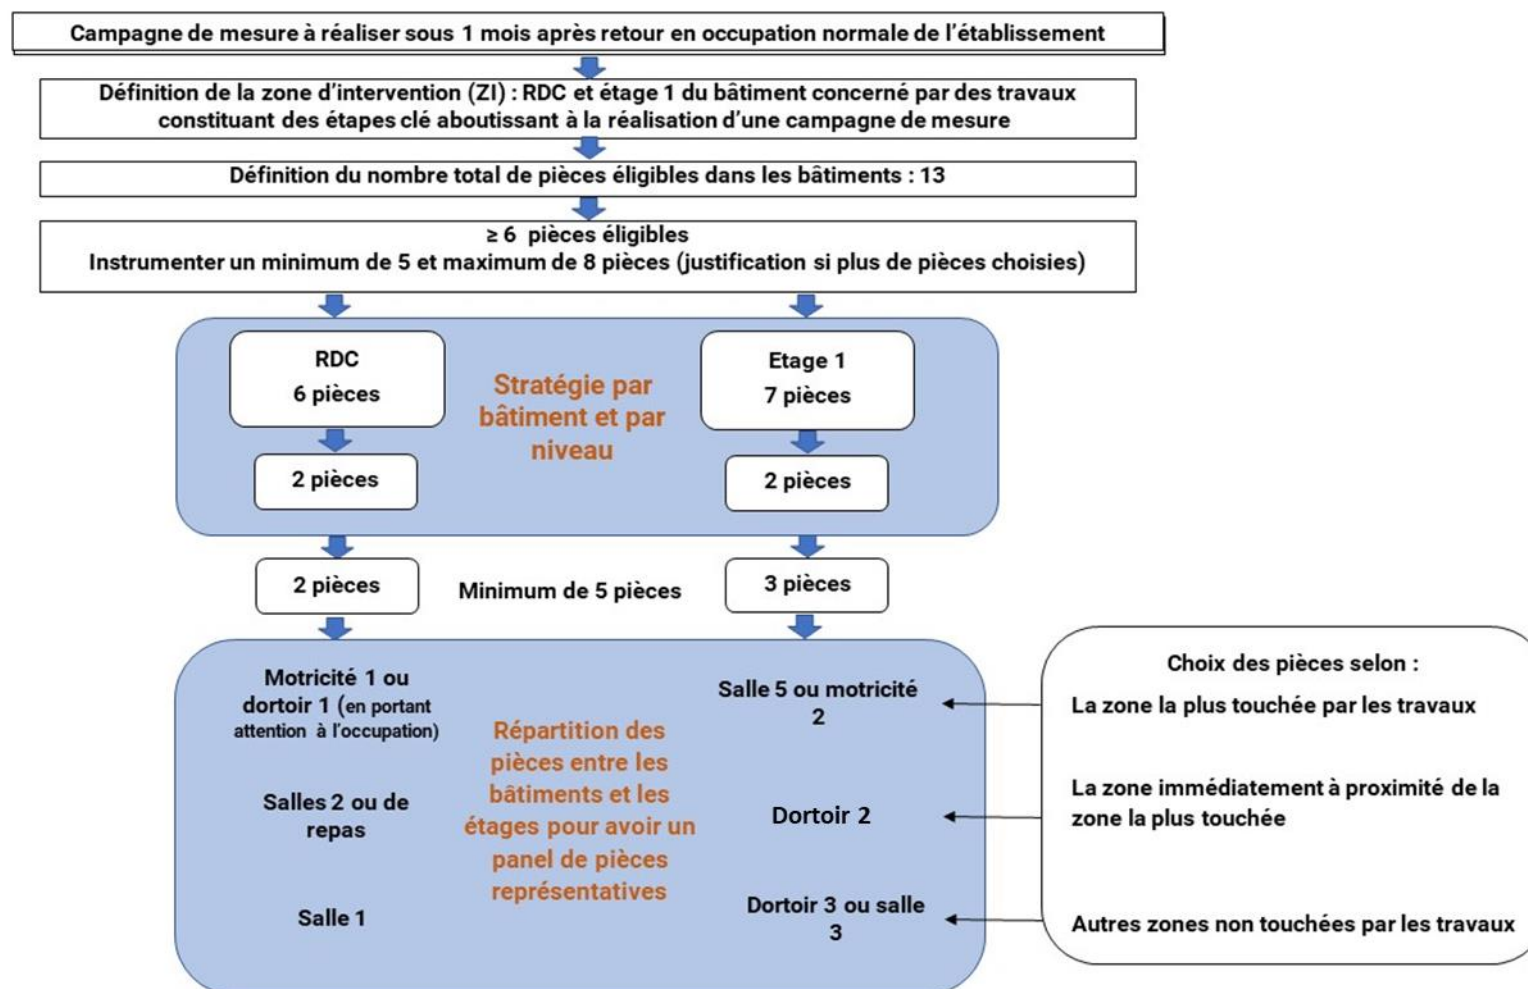 Campagne de mesure à réaliser sous 1 mois après retour en occupation normale de l'établissement
Définition de la zone d'intervention (ZI) : RDC et étage 1 du bâtiment concerné par des travaux
constituant des étapes clé aboutissant à la réalisation d'une campagne de mesure
Définition du nombre total de pièces éligibles dans les bâtiments : 13
≥ 6 pièces éligibles
Instrumenter un minimum de 5 et maximum de 8 pièces (justification si plus de pièces choisies)
RDC
6 pièces
Stratégie par
bâtiment et par
niveau
Etage 1
7 pièces
2 pièces
2 pièces
2 pièces
Minimum de 5 pièces
3 pièces
Motricité 1 ou
dortoir 1 (en portant
attention à l'occupation)
Salles 2 ou de
repas
Salle 1
Répartition des
pièces entre les
bâtiments et les
étages pour avoir un
panel de pièces
représentatives
Salle 5 ou motricité
2
Dortoir 2
Dortoir 3 ou salle
3
Choix des pièces selon :
La zone la plus touchée par les travaux
La zone immédiatement à proximité de la
zone la plus touchée
Autres zones non touchées par les travaux